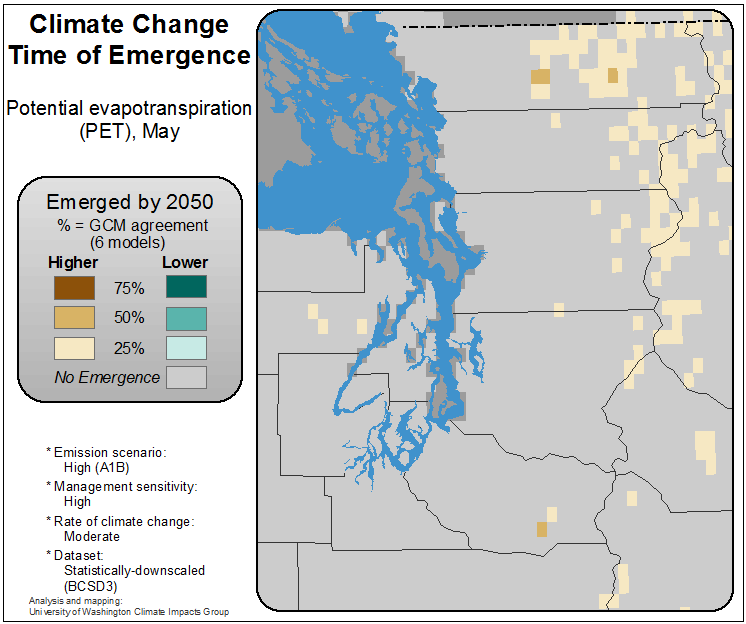 Climate Change
Time of Emergence
Potential evapotranspiration
(PET), May
Emerged by 2050
% = GCM agreement
(6 models)
Higher Lower
75%
50%
25%
No Emergence
* Emission scenario:
High (A1B)
* Management sensitivity:
High
* Rate of climate change:
Moderate
* Dataset:
Statistically-downscaled
(BCSD3)
Analysis and mapping:
University of Washington Climate Impacts Group